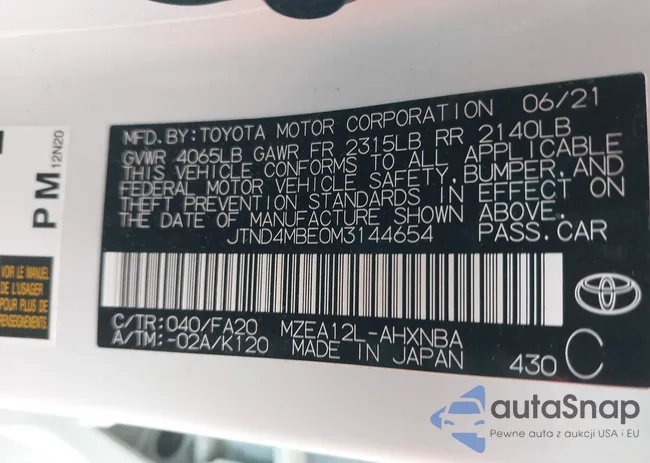 PM 12N20
VOIR LE MANUEL
DE L'USAGER
POUR PLUS DE
RENSEIGNEMENTS
MFD. BY: TOYOTA MOTOR CORPORATION 06/21
GVWR 4065LB GAWR FR 2315LB RR 2140LB
THIS VEHICLE CONFORMS TO ALL APPLICABLE
FEDERAL MOTOR VEHICLE SAFETY, BUMPER, AND
THEFT PREVENTION STANDARDS IN EFFECT ON
THE DATE OF MANUFACTURE SHOWN ABOVE.
JTND4MBE0M3144654 PASS.CAR
C/TR: 040/FA20 MZEA12L-AHXNBA
A/TM: -02A/K120 MADE IN JAPAN 430 C
autaSnap
Pewne auta z aukcji USA i EU